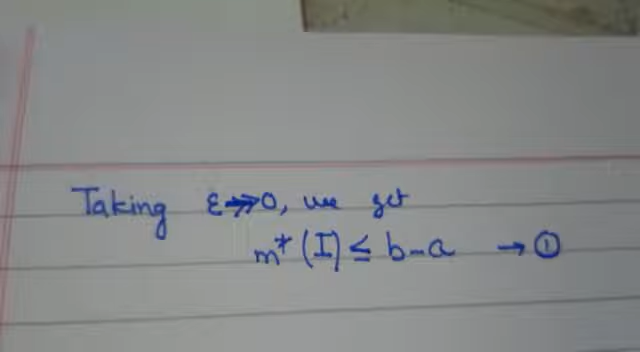 Taking ε→0, we get
m*(I) ≤ b-a → ①